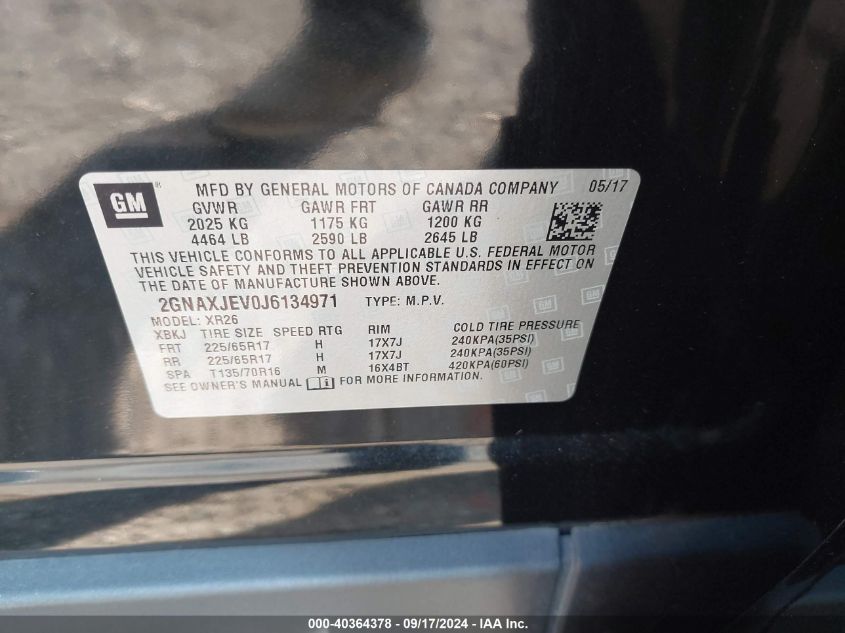 GM ® MFD BY GENERAL MOTORS OF CANADA COMPANY 05/17
GVWR GAWR FRT GAWR RR
2025 KG 1175 KG 1200 KG
4464 LB 2590 LB 2645 LB
THIS VEHICLE CONFORMS TO ALL APPLICABLE U.S. FEDERAL MOTOR
VEHICLE SAFETY AND THEFT PREVENTION STANDARDS IN EFFECT ON
THE DATE OF MANUFACTURE SHOWN ABOVE.
2GNAXJEV0J6134971 TYPE: M.P.V.
MODEL: XR26
XBKJ TIRE SIZE SPEED RTG RIM COLD TIRE PRESSURE
FRT 225/65R17 H 17X7J 240KPA(35PSI)
RR 225/65R17 H 17X7J 240KPA(35PSI)
SPA T135/70R16 M 16X4BT 420KPA(60PSI)
SEE OWNER'S MANUAL FOR MORE INFORMATION.
000-40364378 - 09/17/2024 - IAA Inc.